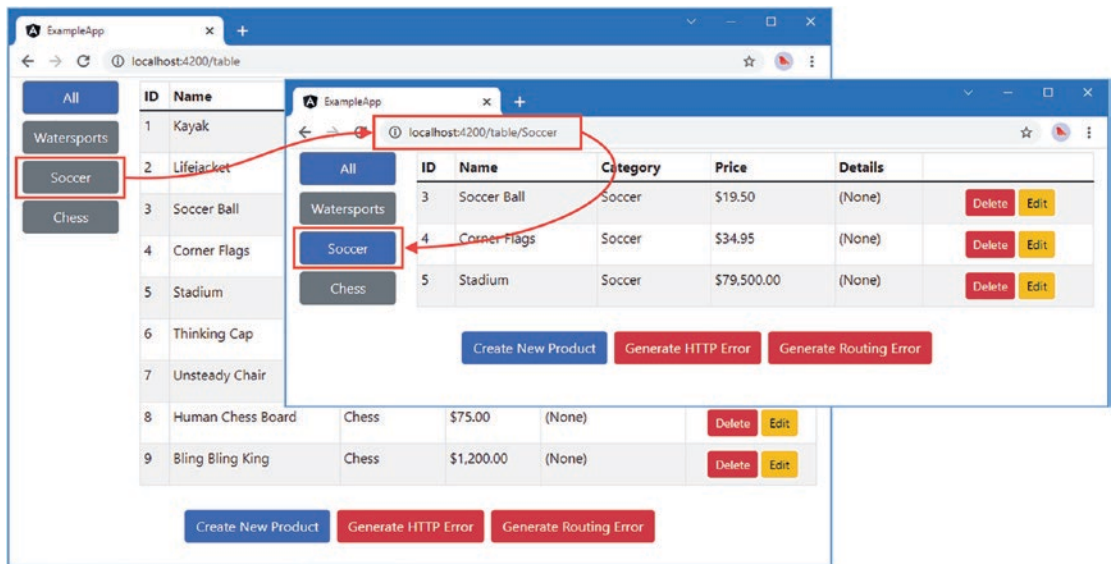 ExampleApp
localhost:4200/table
All
Watersports
Soccer
Chess
ID Name
1 Kayak
2 Lifejacket
3 Soccer Ball
4 Corner Flags
5 Stadium
6 Thinking Cap
7 Unsteady Chair
8 Human Chess Board Chess $75.00 (None) Delete Edit
9 Bling Bling King Chess $1,200.00 (None) Delete Edit
Create New Product Generate HTTP Error Generate Routing Error
ExampleApp
localhost:4200/table/Soccer
All
Watersports
Soccer
Chess
ID Name Category Price Details
3 Soccer Ball Soccer $19.50 (None) Delete Edit
4 Corner Flags Soccer $34.95 (None) Delete Edit
5 Stadium Soccer $79,500.00 (None) Delete Edit
Create New Product Generate HTTP Error Generate Routing Error